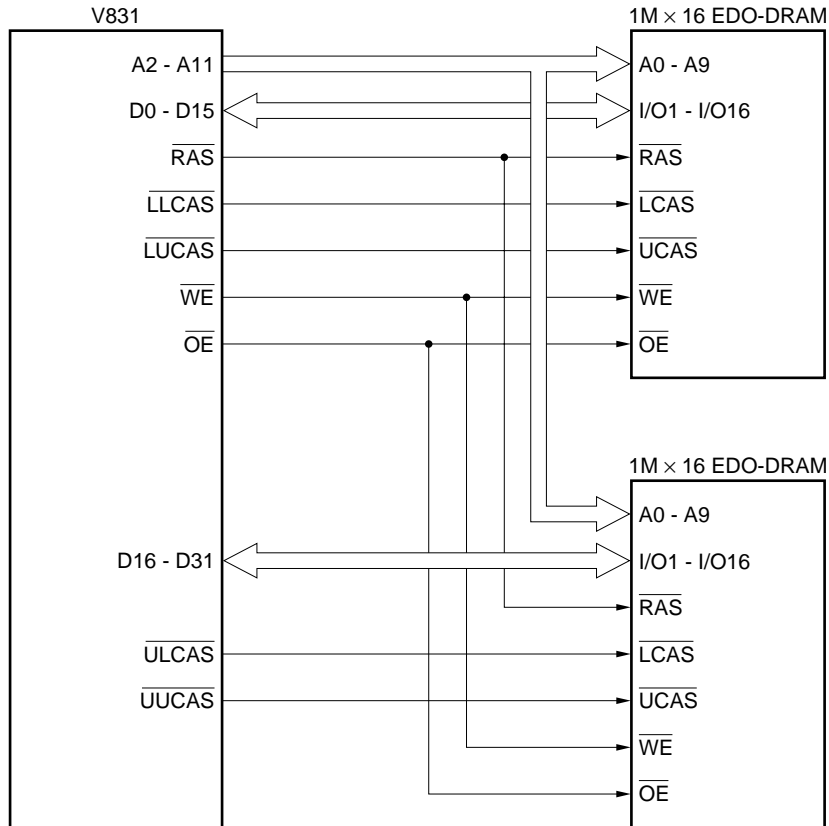 V831
1M × 16 EDO-DRAM
A2 - A11
A0 - A9
D0 - D15
I/O1 - I/O16
RAS
RAS
LLCAS
LCAS
LUCAS
UCAS
WE
WE
OE
OE
1M × 16 EDO-DRAM
A0 - A9
D16 - D31
I/O1 - I/O16
RAS
ULCAS
LCAS
UUCAS
UCAS
WE
OE